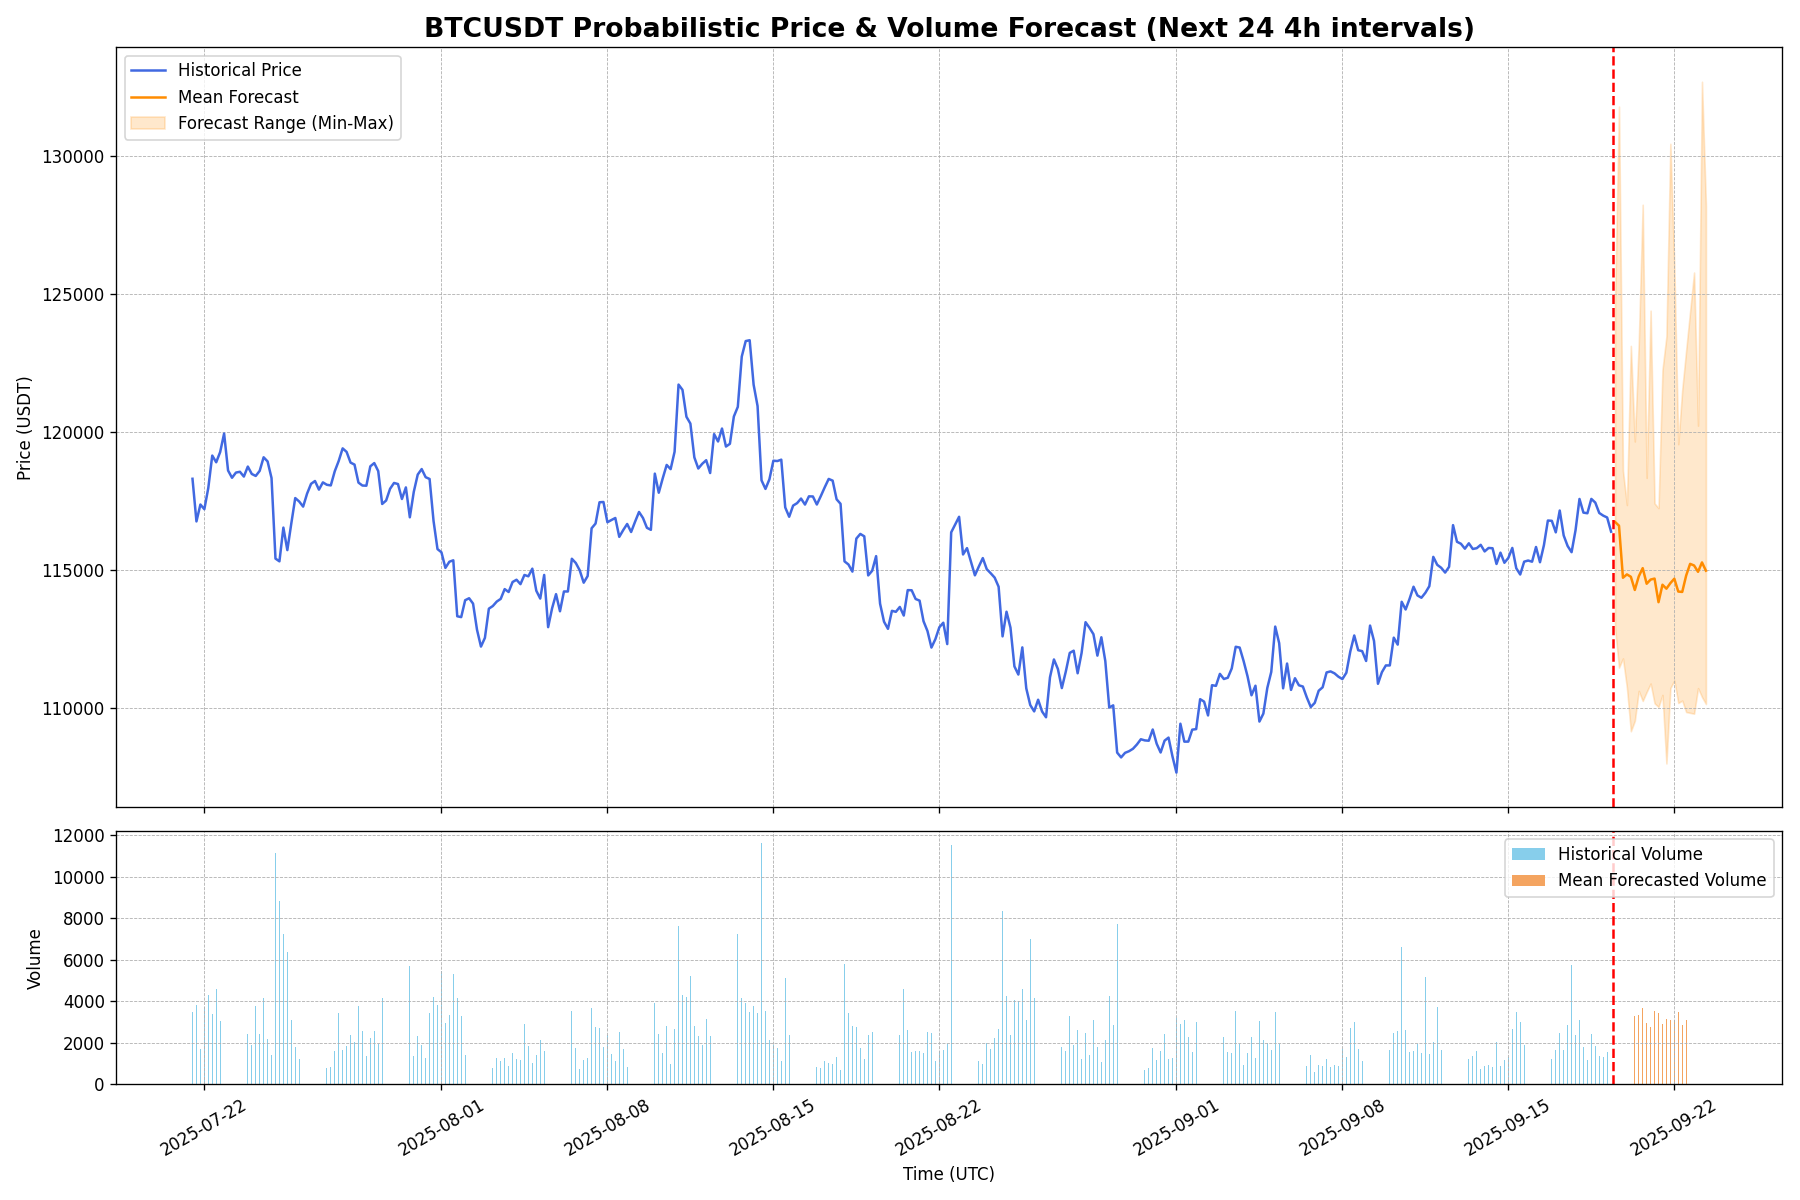 BTCUSDT Probabilistic Price & Volume Forecast (Next 24 4h intervals)
Historical Price
Mean Forecast
Forecast Range (Min-Max)
Price (USDT)
130000
125000
120000
115000
110000
Historical Volume
Mean Forecasted Volume
Volume
12000
10000
8000
6000
4000
2000
0
2025-07-22
2025-08-01
2025-08-08
2025-08-15
2025-08-22
2025-09-01
2025-09-08
2025-09-15
2025-09-22
Time (UTC)